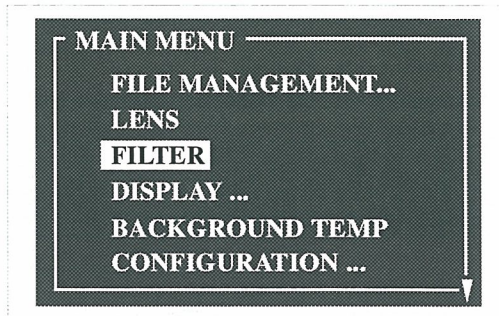 MAIN MENU
FILE MANAGEMENT...
LENS
FILTER
DISPLAY ...
BACKGROUND TEMP
CONFIGURATION ...